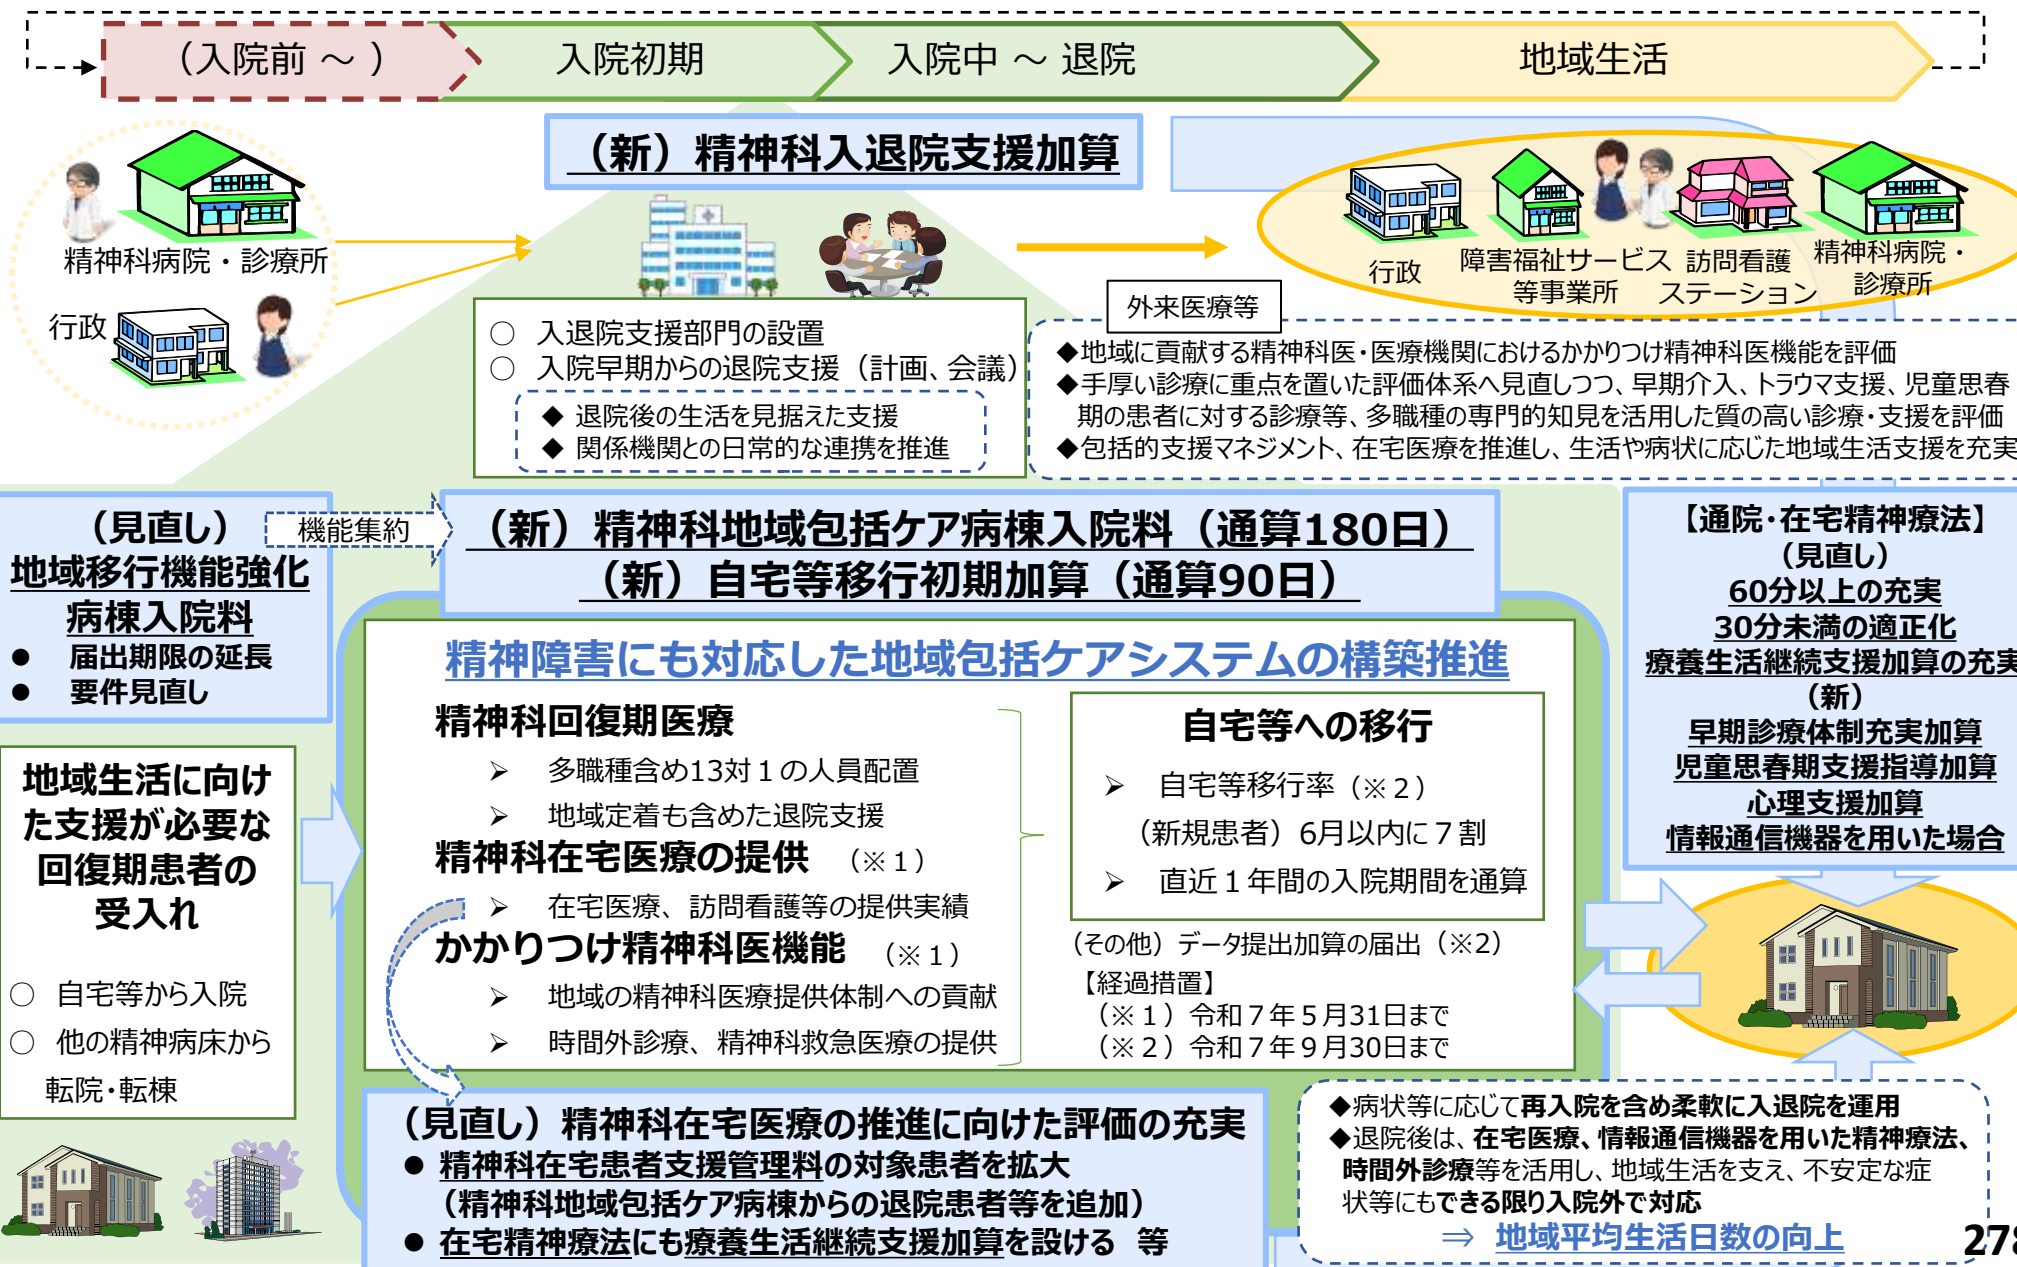 （入院前 ～ ）
入院初期
入院中 ～ 退院
地域生活
（新）精神科入退院支援加算
精神科病院・診療所
行政
○ 入退院支援部門の設置
○ 入院早期からの退院支援（計画、会議）
◆ 退院後の生活を見据えた支援
◆ 関係機関との日常的な連携を推進
行政
障害福祉サービス
等事業所
訪問看護
ステーション
精神科病院・
診療所
外来医療等
◆地域に貢献する精神科医・医療機関におけるかかりつけ精神科医機能を評価
◆手厚い診療に重点を置いた評価体系へ見直しつつ、早期介入、トラウマ支援、児童思春
期の患者に対する診療等、多職種の専門的知見を活用した質の高い診療・支援を評価
◆包括的支援マネジメント、在宅医療を推進し、生活や病状に応じた地域生活支援を充実
（見直し）
地域移行機能強化
病棟入院料
● 届出期限の延長
● 要件見直し
機能集約
（新）精神科地域包括ケア病棟入院料（通算180日）
（新）自宅等移行初期加算（通算90日）
地域生活に向け
た支援が必要な
回復期患者の
受入れ
○ 自宅等から入院
○ 他の精神病床から
転院・転棟
精神障害にも対応した地域包括ケアシステムの構築推進
精神科回復期医療
➢ 多職種含め13対１の人員配置
➢ 地域定着も含めた退院支援
精神科在宅医療の提供 （※１）
➢ 在宅医療、訪問看護等の提供実績
かかりつけ精神科医機能 （※１）
➢ 地域の精神科医療提供体制への貢献
➢ 時間外診療、精神科救急医療の提供
自宅等への移行
➢ 自宅等移行率（※２）
（新規患者）6月以内に７割
➢ 直近１年間の入院期間を通算
（その他）データ提出加算の届出（※2）
【経過措置】
（※１）令和７年５月31日まで
（※２）令和７年９月30日まで
（見直し）精神科在宅医療の推進に向けた評価の充実
● 精神科在宅患者支援管理料の対象患者を拡大
（精神科地域包括ケア病棟からの退院患者等を追加）
● 在宅精神療法にも療養生活継続支援加算を設ける 等
【通院・在宅精神療法】
（見直し）
60分以上の充実
30分未満の適正化
療養生活継続支援加算の充実
（新）
早期診療体制充実加算
児童思春期支援指導加算
心理支援加算
情報通信機器を用いた場合
◆病状等に応じて再入院を含め柔軟に入退院を運用
◆退院後は、在宅医療、情報通信機器を用いた精神療法、
時間外診療等を活用し、地域生活を支え、不安定な症
状等にもできる限り入院外で対応
⇒ 地域平均生活日数の向上
278